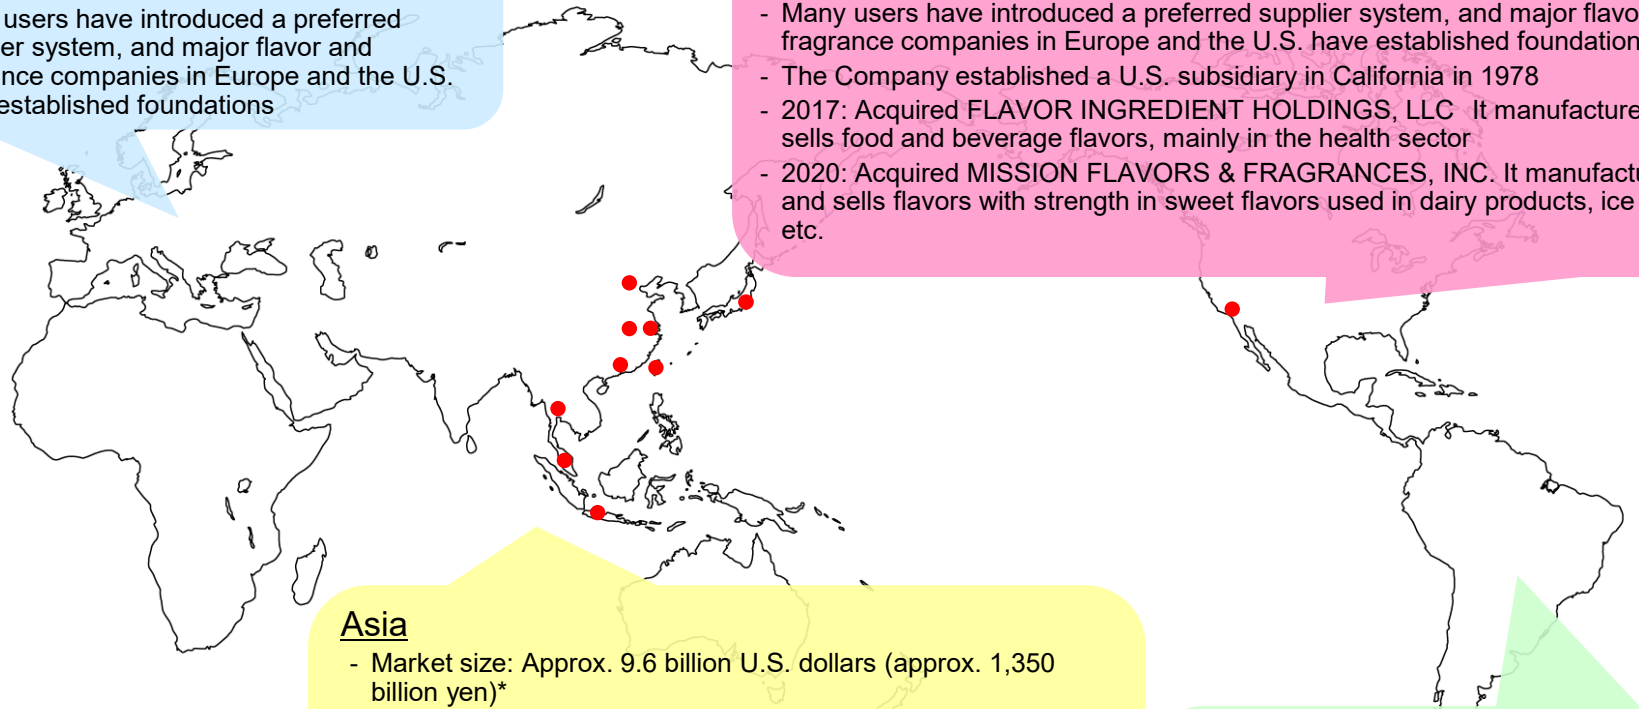 users have introduced a preferred
er system, and major flavor and
nce companies in Europe and the U.S.
established foundations
- Many users have introduced a preferred supplier system, and major flavo
fragrance companies in Europe and the U.S. have established foundation
- The Company established a U.S. subsidiary in California in 1978
- 2017: Acquired FLAVOR INGREDIENT HOLDINGS, LLC  It manufacture
sells food and beverage flavors, mainly in the health sector
- 2020: Acquired MISSION FLAVORS & FRAGRANCES, INC. It manufactu
and sells flavors with strength in sweet flavors used in dairy products, ice
etc.
Asia
- Market size: Approx. 9.6 billion U.S. dollars (approx. 1,350
billion yen)*